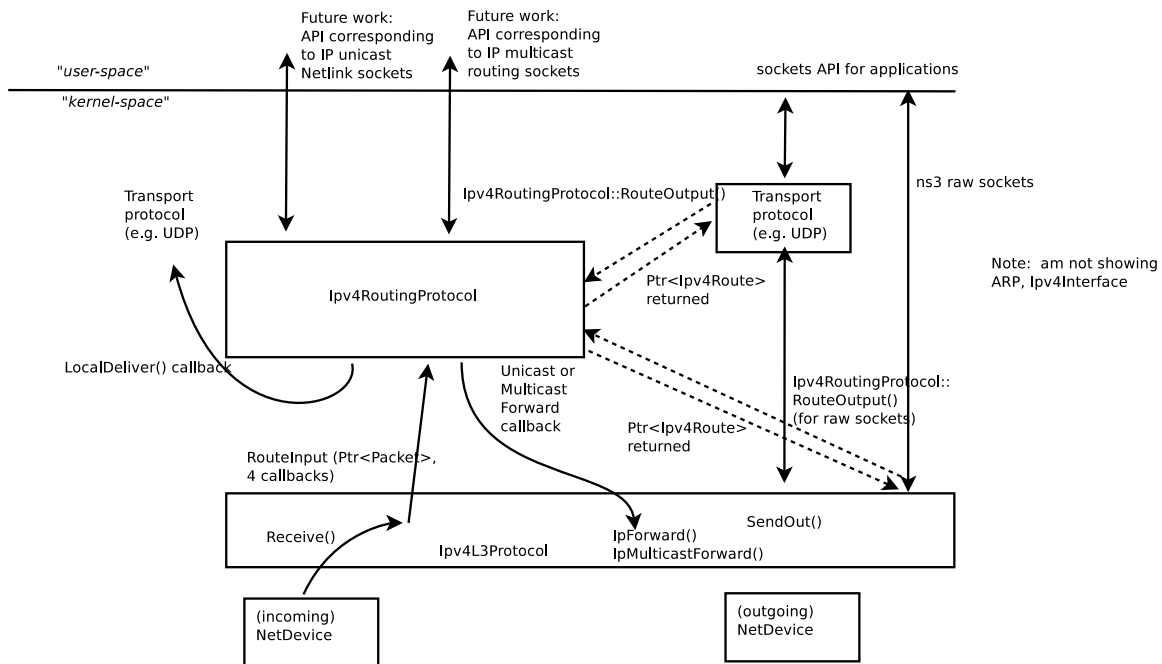 Future work:
API corresponding
to IP unicast
Netlink sockets
Future work:
API corresponding
to IP multicast
routing sockets
"user-space"
sockets API for applications
"kernel-space"
Transport
protocol
(e.g. UDP)
Ipv4RoutingProtocol::RouteOutput()
Transport
protocol
(e.g. UDP)
ns3 raw sockets
Ipv4RoutingProtocol
Ptr<Ipv4Route>
returned
Note:  am not showing
ARP, Ipv4Interface
LocalDeliver() callback
Unicast or
Multicast
Forward
callback
Ipv4RoutingProtocol::
RouteOutput()
(for raw sockets)
Ptr<Ipv4Route>
returned
RouteInput (Ptr<Packet>,
4 callbacks)
Receive()
Ipv4L3Protocol
IpForward()
IpMulticastForward()
SendOut()
(incoming)
NetDevice
(outgoing)
NetDevice